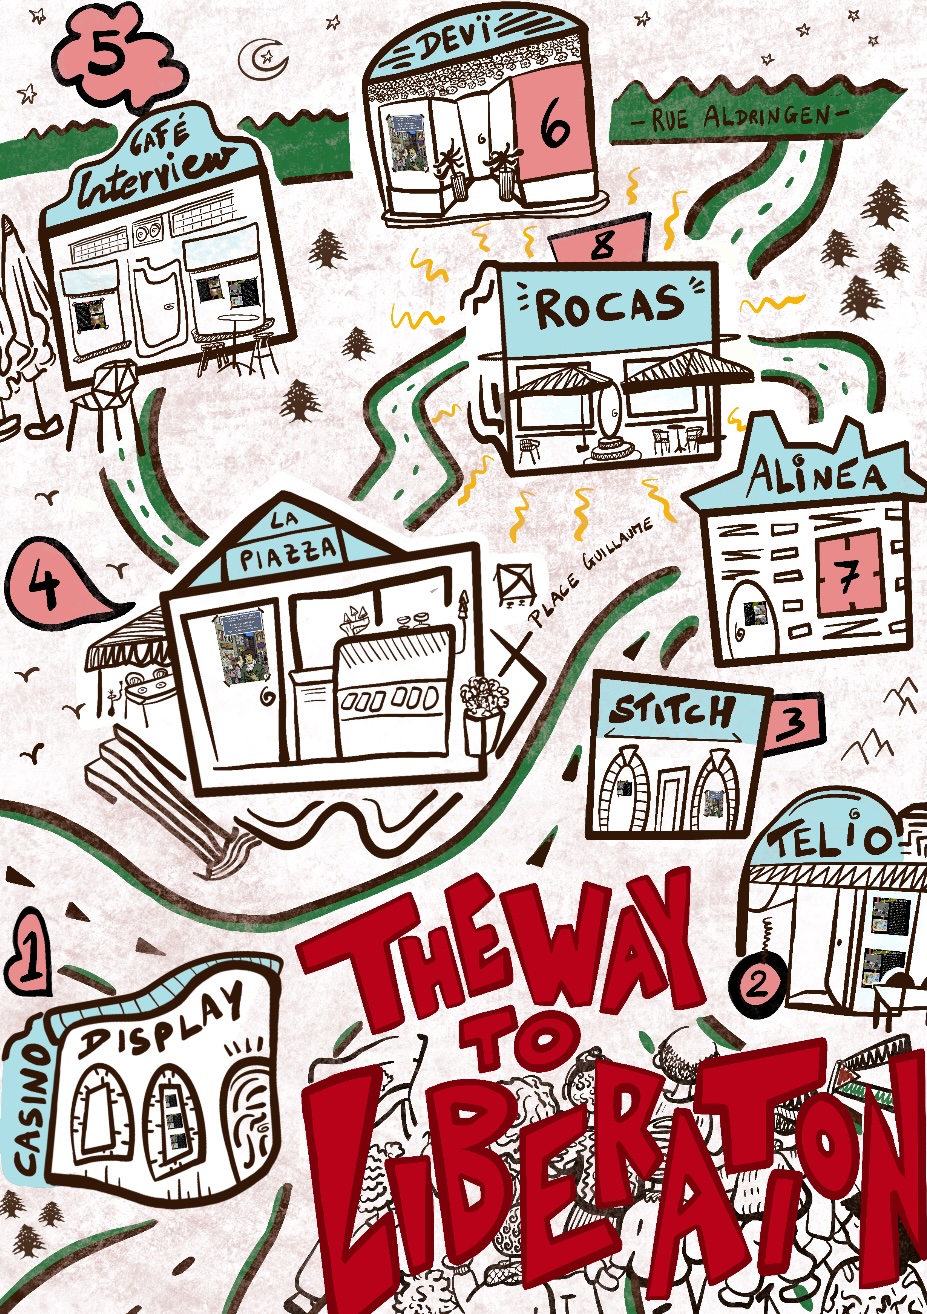 5
DEVÏ
6
– RUE ALDRINGEN –
CAFÉ
Interview
8
ROCAS
ALiNEA
7
LA
PIAZZA
4
PLACE GUILLAUME
STITCH
3
TELiO
2
1
DISPLAY
CASINO
THE WAY
TO
LIBERATION